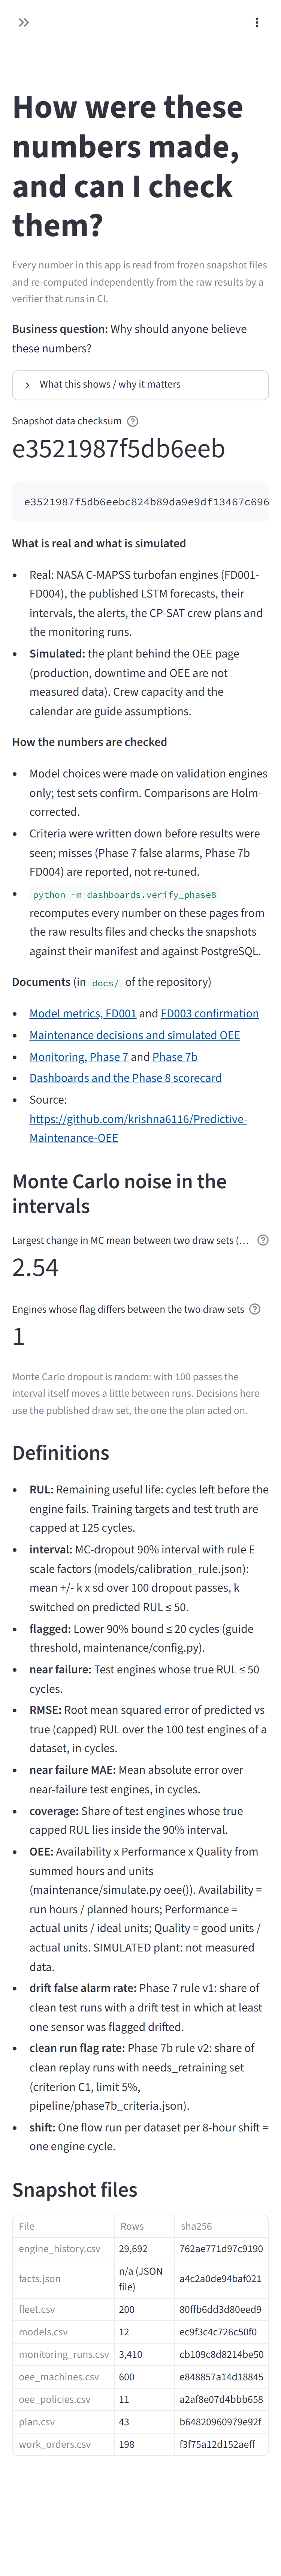 How were these
numbers made,
and can I check
them?
Every number in this app is read from frozen snapshot files
and re-computed independently from the raw results by a
verifier that runs in CI.
Business question: Why should anyone believe
these numbers?
What this shows / why it matters
Snapshot data checksum
e3521987f5db6eeb
e3521987f5db6eebc824b89da9e9df13467c696
What is real and what is simulated
• Real: NASA C-MAPSS turbofan engines (FD001-
FD004), the published LSTM forecasts, their
intervals, the alerts, the CP-SAT crew plans and
the monitoring runs.
• Simulated: the plant behind the OEE page
(production, downtime and OEE are not
measured data). Crew capacity and the
calendar are guide assumptions.
How the numbers are checked
• Model choices were made on validation engines
only; test sets confirm. Comparisons are Holm-
corrected.
• Criteria were written down before results were
seen; misses (Phase 7 false alarms, Phase 7b
FD004) are reported, not re-tuned.
• python -m dashboards.verify_phase8
recomputes every number on these pages from
the raw results files and checks the snapshots
against their manifest and against PostgreSQL.
Documents (in docs/ of the repository)
• Model metrics, FD001 and FD003 confirmation
• Maintenance decisions and simulated OEE
• Monitoring, Phase 7 and Phase 7b
• Dashboards and the Phase 8 scorecard
• Source:
https://github.com/krishna6116/Predictive-
Maintenance-OEE
Monte Carlo noise in the
intervals
Largest change in MC mean between two draw sets (...
2.54
Engines whose flag differs between the two draw sets
1
Monte Carlo dropout is random: with 100 passes the
interval itself moves a little between runs. Decisions here
use the published draw set, the one the plan acted on.
Definitions
• RUL: Remaining useful life: cycles left before the
engine fails. Training targets and test truth are
capped at 125 cycles.
• interval: MC-dropout 90% interval with rule E
scale factors (models/calibration_rule.json):
mean +/- k x sd over 100 dropout passes, k
switched on predicted RUL ≤ 50.
• flagged: Lower 90% bound ≤ 20 cycles (guide
threshold, maintenance/config.py).
• near failure: Test engines whose true RUL ≤ 50
cycles.
• RMSE: Root mean squared error of predicted vs
true (capped) RUL over the 100 test engines of a
dataset, in cycles.
• near failure MAE: Mean absolute error over
near-failure test engines, in cycles.
• coverage: Share of test engines whose true
capped RUL lies inside the 90% interval.
• OEE: Availability x Performance x Quality from
summed hours and units
(maintenance/simulate.py oee()). Availability =
run hours / planned hours; Performance =
actual units / ideal units; Quality = good units /
actual units. SIMULATED plant: not measured
data.
• drift false alarm rate: Phase 7 rule v1: share of
clean test runs with a drift test in which at least
one sensor was flagged drifted.
• clean run flag rate: Phase 7b rule v2: share of
clean replay runs with needs_retraining set
(criterion C1, limit 5%,
pipeline/phase7b_criteria.json).
• shift: One flow run per dataset per 8-hour shift =
one engine cycle.
Snapshot files
File Rows sha256
engine_history.csv 29,692 762ae771d97c9190
facts.json n/a (JSON file) a4c2a0de94baf021
fleet.csv 200 80ffb6dd3d80eed9
models.csv 12 ec9f3c4c726c50f0
monitoring_runs.csv 3,410 cb109c8d8214be50
oee_machines.csv 600 e848857a14d18845
oee_policies.csv 11 a2af8e07d4bbb658
plan.csv 43 b64820960979e92f
work_orders.csv 198 f3f75a12d152aeff